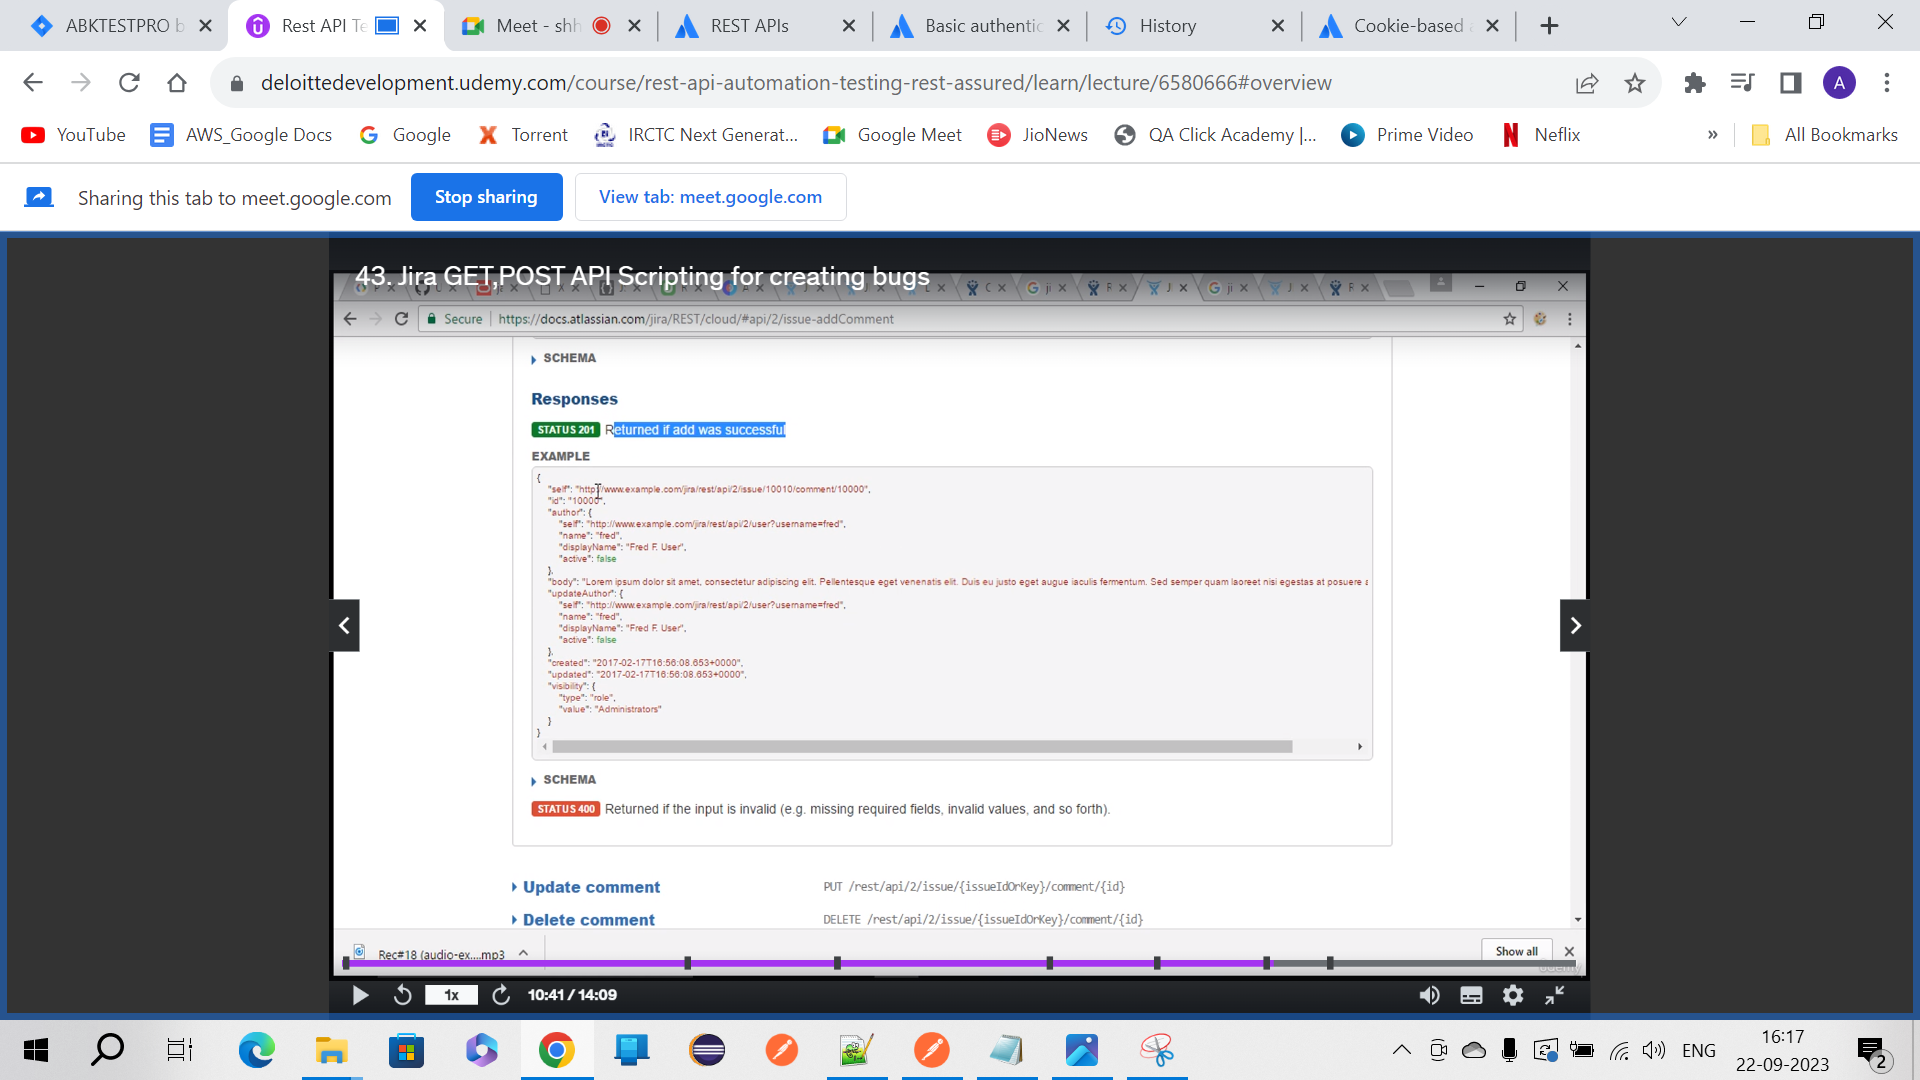 ABKTESTPRO b
Rest API Te
Meet - shh
REST APIs
Basic authentic
History
Cookie-based a
deloittedevelopment.udemy.com/course/rest-api-automation-testing-rest-assured/learn/lecture/6580666#overview
A
YouTube
AWS_Google Docs
Google
Torrent
IRCTC Next Generat...
Google Meet
JioNews
QA Click Academy |...
Prime Video
Neflix
»
All Bookmarks
Sharing this tab to meet.google.com
Stop sharing
View tab: meet.google.com
43. Jira GET,POST API Scripting for creating bugs
Secure
https://docs.atlassian.com/jira/REST/cloud/#api/2/issue-addComment
SCHEMA
Responses
STATUS 201 Returned if add was successful
EXAMPLE
{
"self": "http://www.example.com/jira/rest/api/2/issue/10010/comment/10000",
"id": "10000",
"author": {
"self": "http://www.example.com/jira/rest/api/2/user?username=fred",
"name": "fred",
"displayName": "Fred F. User",
"active": false
},
"body": "Lorem ipsum dolor sit amet, consectetur adipiscing elit. Pellentesque eget venenatis elit. Duis eu justo eget augue iaculis fermentum. Sed semper quam laoreet nisi egestas at posuere a
"updateAuthor": {
"self": "http://www.example.com/jira/rest/api/2/user?username=fred",
"name": "fred",
"displayName": "Fred F. User",
"active": false
},
"created": "2017-02-17T16:56:08.653+0000",
"updated": "2017-02-17T16:56:08.653+0000",
"visibility": {
"type": "role",
"value": "Administrators"
}
}
SCHEMA
STATUS 400 Returned if the input is invalid (e.g. missing required fields, invalid values, and so forth).
Update comment
PUT /rest/api/2/issue/{issueIdOrKey}/comment/{id}
Delete comment
DELETE /rest/api/2/issue/{issueIdOrKey}/comment/{id}
Rec#18 (audio-ex....mp3
Show all
udemy
1x
10:41 / 14:09
ENG
16:17
22-09-2023
2